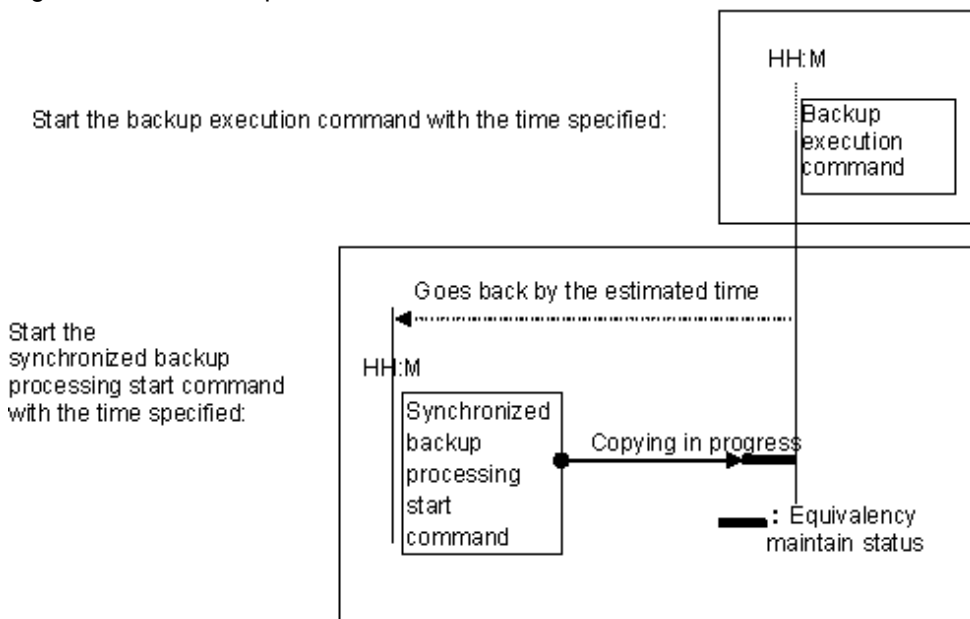 HH:M
Start the backup execution command with the time specified:
Backup
execution
command
Goes back by the estimated time
Start the
synchronized backup
processing start command
with the time specified:
HH:M
Synchronized
backup
processing
start
command
Copying in progress
: Equivalency
maintain status